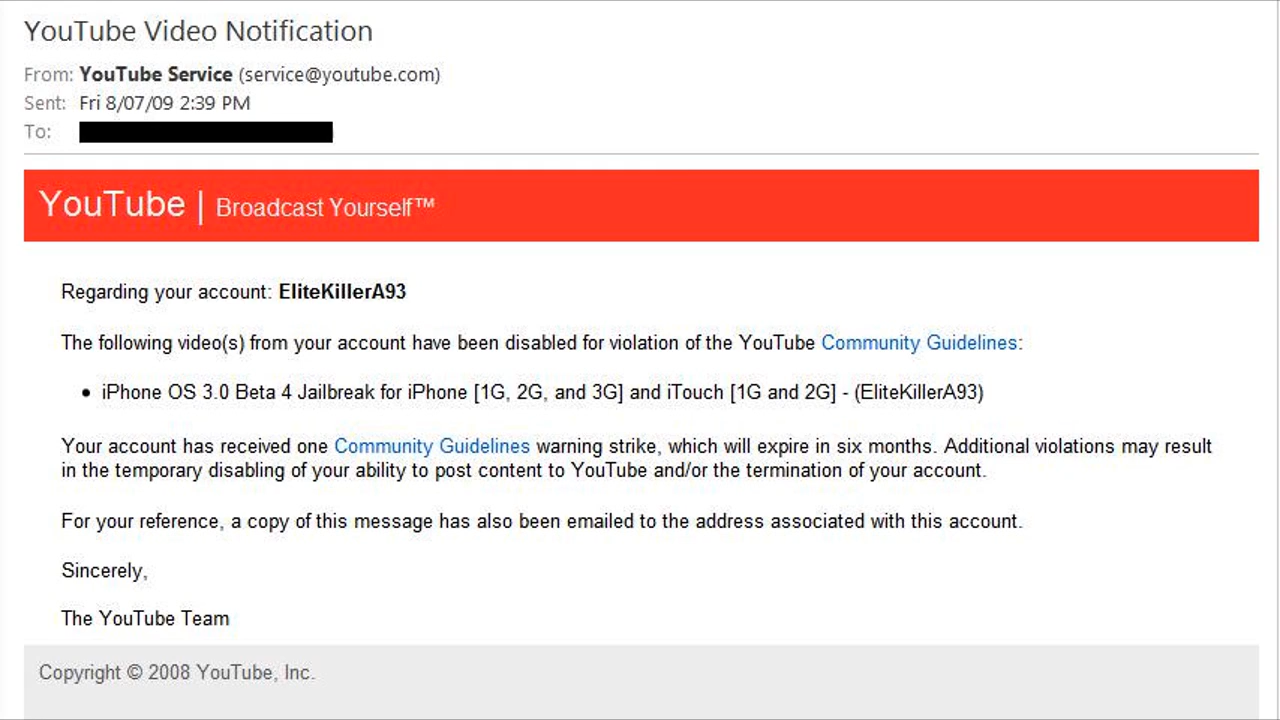 YouTube Video Notification
From: YouTube Service (service@youtube.com)
Sent: Fri 8/07/09 2:39 PM
To:
YouTube | Broadcast Yourself™
Regarding your account: EliteKillerA93
The following video(s) from your account have been disabled for violation of the YouTube Community Guidelines:
• iPhone OS 3.0 Beta 4 Jailbreak for iPhone [1G, 2G, and 3G] and iTouch [1G and 2G] - (EliteKillerA93)
Your account has received one Community Guidelines warning strike, which will expire in six months. Additional violations may result
in the temporary disabling of your ability to post content to YouTube and/or the termination of your account.
For your reference, a copy of this message has also been emailed to the address associated with this account.
Sincerely,
The YouTube Team
Copyright © 2008 YouTube, Inc.